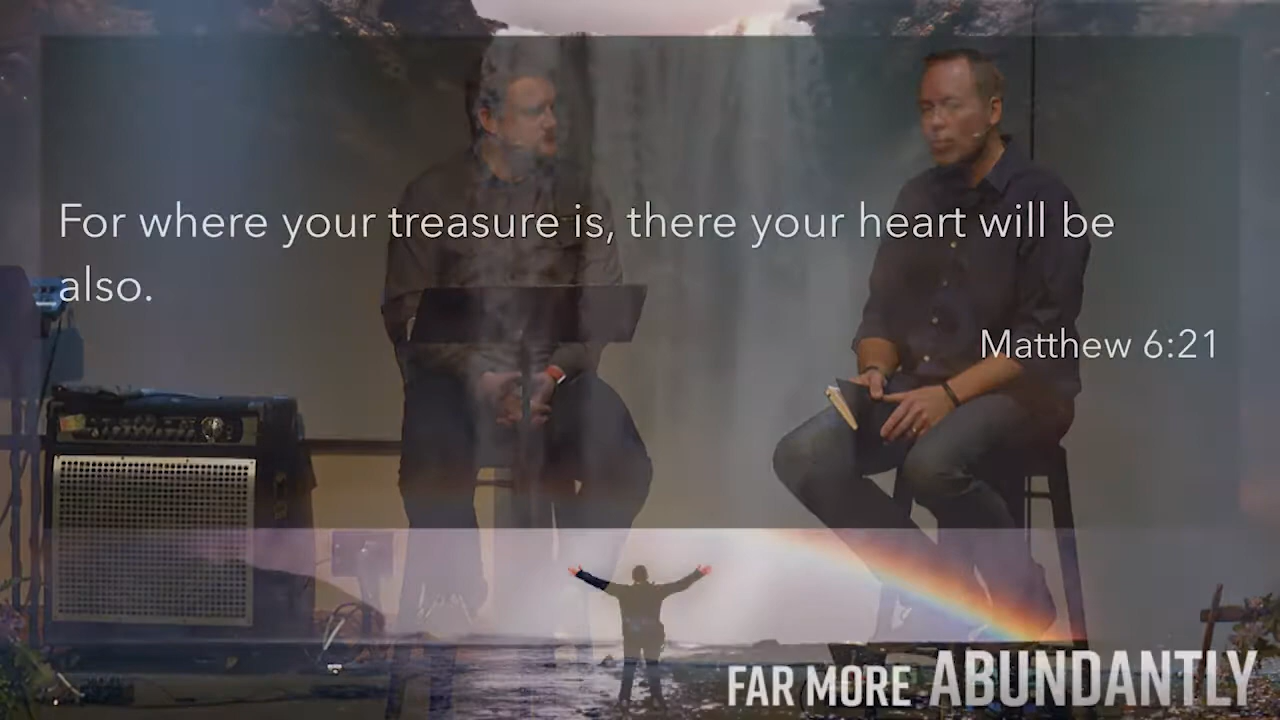 For where your treasure is, there your heart will be
also.
Matthew 6:21
FAR MORE ABUNDANTLY